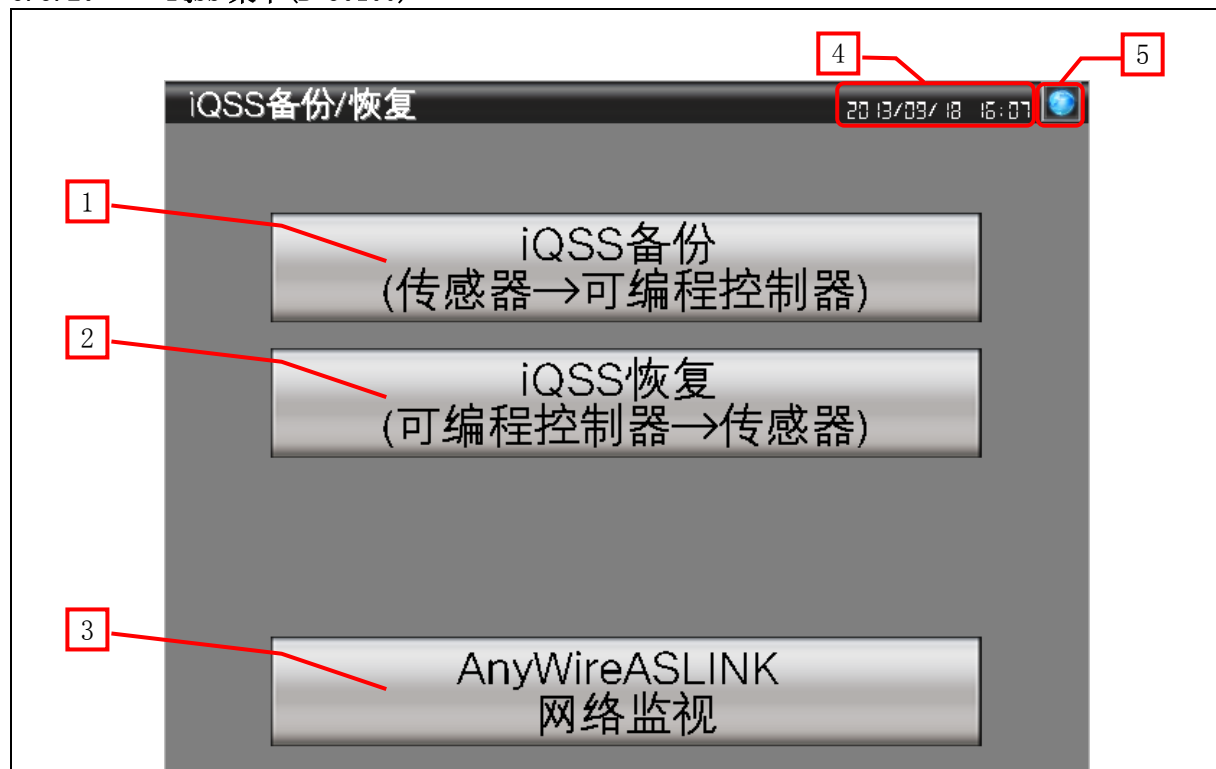 4
5
iQSS备份/恢复
2013/09/18 16:07
1
iQSS备份
(传感器→可编程控制器)
2
iQSS恢复
(可编程控制器→传感器)
3
AnyWireASLINK
网络监视